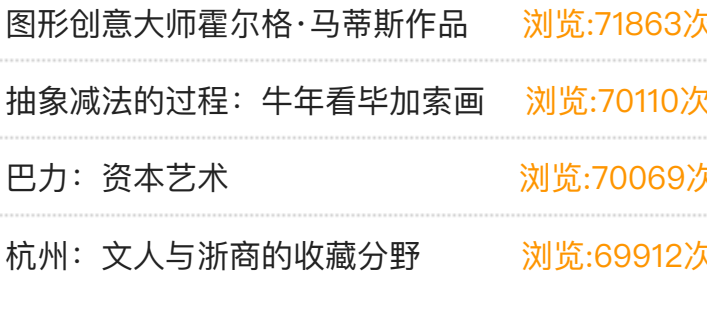 图形创意大师霍尔格·马蒂斯作品 浏览:71863次
抽象减法的过程：牛年看毕加索画 浏览:70110次
巴力：资本艺术 浏览:70069次
杭州：文人与浙商的收藏分野 浏览:69912次